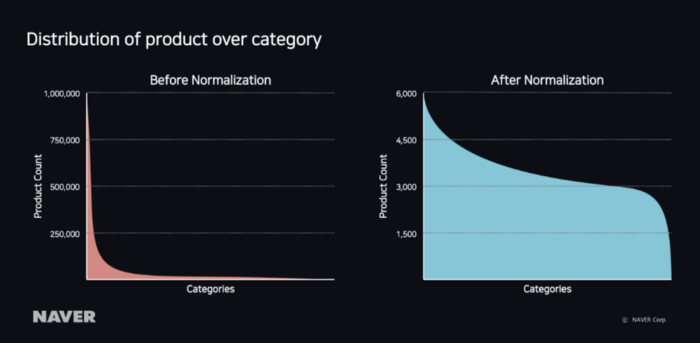 Distribution of product over category
Before Normalization
1,000,000
750,000
500,000
250,000
Product Count
Categories
After Normalization
6,000
4,500
3,000
1,500
Product Count
Categories
NAVER
© NAVER Corp.